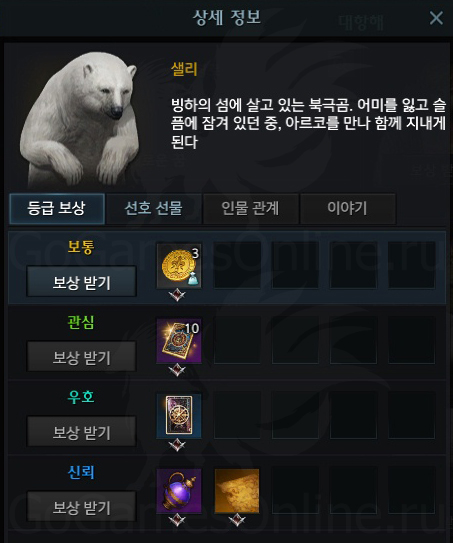 상세 정보
대항해
샐리
빙하의 섬에 살고 있는 북극곰. 어미를 잃고 슬
픔에 잠겨 있던 중, 아르코를 만나 함께 지내게
된다
등급 보상 선호 선물 인물 관계 이야기
보통
보상 받기
3
관심
보상 받기
10
우호
보상 받기
신뢰
보상 받기
GoGamesOnline.ru
GoGamesOnline.ru